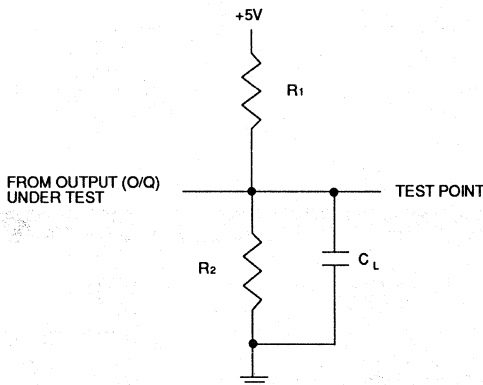 +5V
R1
FROM OUTPUT (O/Q)
UNDER TEST
TEST POINT
R2
CL